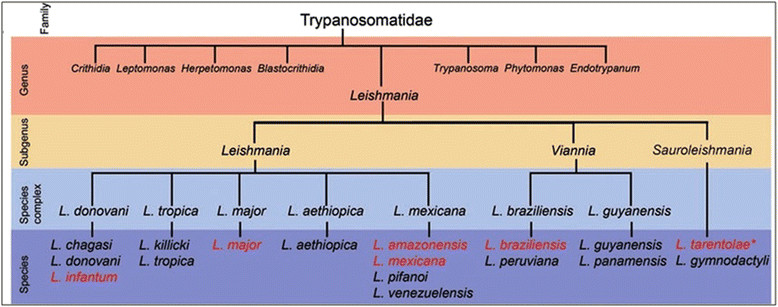 Family
Trypanosomatidae
Genus
Crithidia Leptomonas Herpetomonas Blastocrithidia Trypanosoma Phytomonas Endotrypanum
Leishmania
Subgenus
Leishmania Viannia Sauroleishmania
Species complex
L. donovani L. tropica L. major L. aethiopica L. mexicana L. braziliensis L. guyanensis
Species
L. chagasi L. killicki L. major L. aethiopica L. amazonensis L. braziliensis L. guyanensis L. tarentolae*
L. donovani L. tropica L. mexicana L. peruviana L. panamensis L. gymnodactyli
L. infantum L. pifanoi
L. venezuelensis